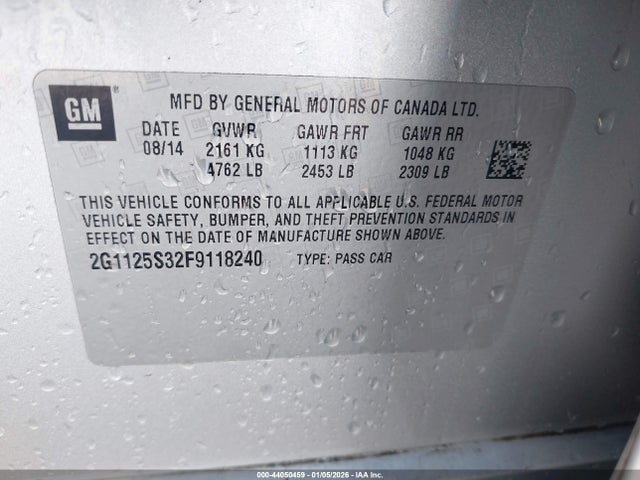 GM
MFD BY GENERAL MOTORS OF CANADA LTD.
DATE GVWR GAWR FRT GAWR RR
08/14 2161 KG 1113 KG 1048 KG
4762 LB 2453 LB 2309 LB
THIS VEHICLE CONFORMS TO ALL APPLICABLE U.S. FEDERAL MOTOR
VEHICLE SAFETY, BUMPER, AND THEFT PREVENTION STANDARDS IN
EFFECT ON THE DATE OF MANUFACTURE SHOWN ABOVE.
2G1125S32F9118240 TYPE: PASS CAR
000-44050459 - 01/05/2026 - IAAI.COM